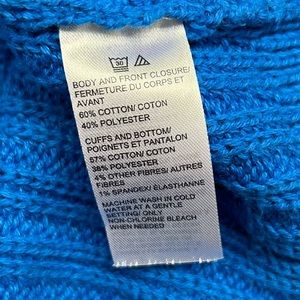 30
BODY AND FRONT CLOSURE/
FERMETURE DU CORPS ET
AVANT
60% COTTON/ COTON
40% POLYESTER
CUFFS AND BOTTOM/
POIGNETS ET PANTALON
57% COTTON/ COTON
38% POLYESTER
4% OTHER FIBRES/ AUTRES
FIBRES
1% SPANDEX/ ÉLASTHANNE
MACHINE WASH IN COLD
WATER AT A GENTLE
SETTING/ ONLY
NON-CHLORINE BLEACH
WHEN NEEDED